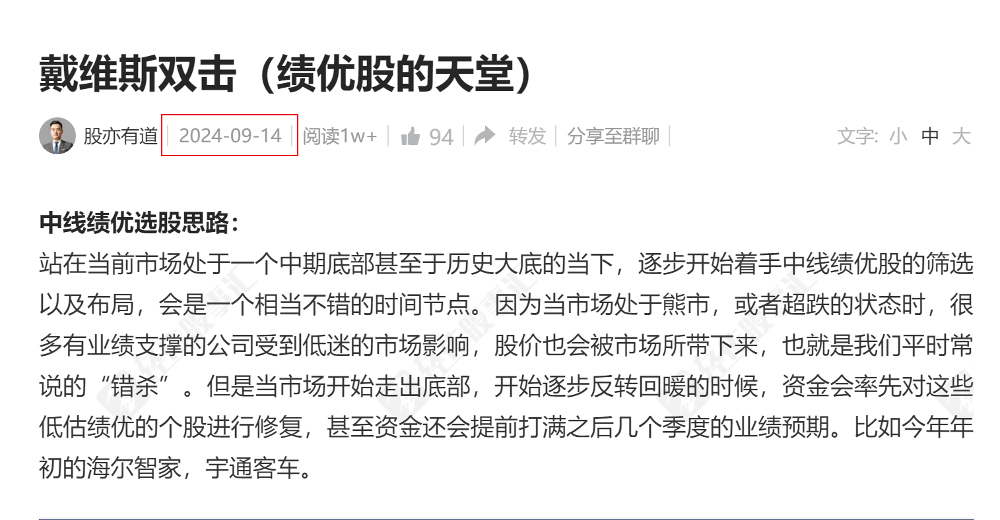 戴维斯双击（绩优股的天堂）
股亦有道 2024-09-14 阅读1w+ 94 转发 分享至群聊 文字: 小 中 大
中线绩优选股思路：
站在当前市场处于一个中期底部甚至于历史大底的当下，逐步开始着手中线绩优股的筛选
以及布局，会是一个相当不错的时间节点。因为当市场处于熊市，或者超跌的状态时，很
多有业绩支撑的公司受到低迷的市场影响，股价也会被市场所带下来，也就是我们平时常
说的“错杀”。但是当市场开始走出底部，开始逐步反转回暖的时候，资金会率先对这些
低估绩优的个股进行修复，甚至资金还会提前打满之后几个季度的业绩预期。比如今年年
初的海尔智家，宇通客车。